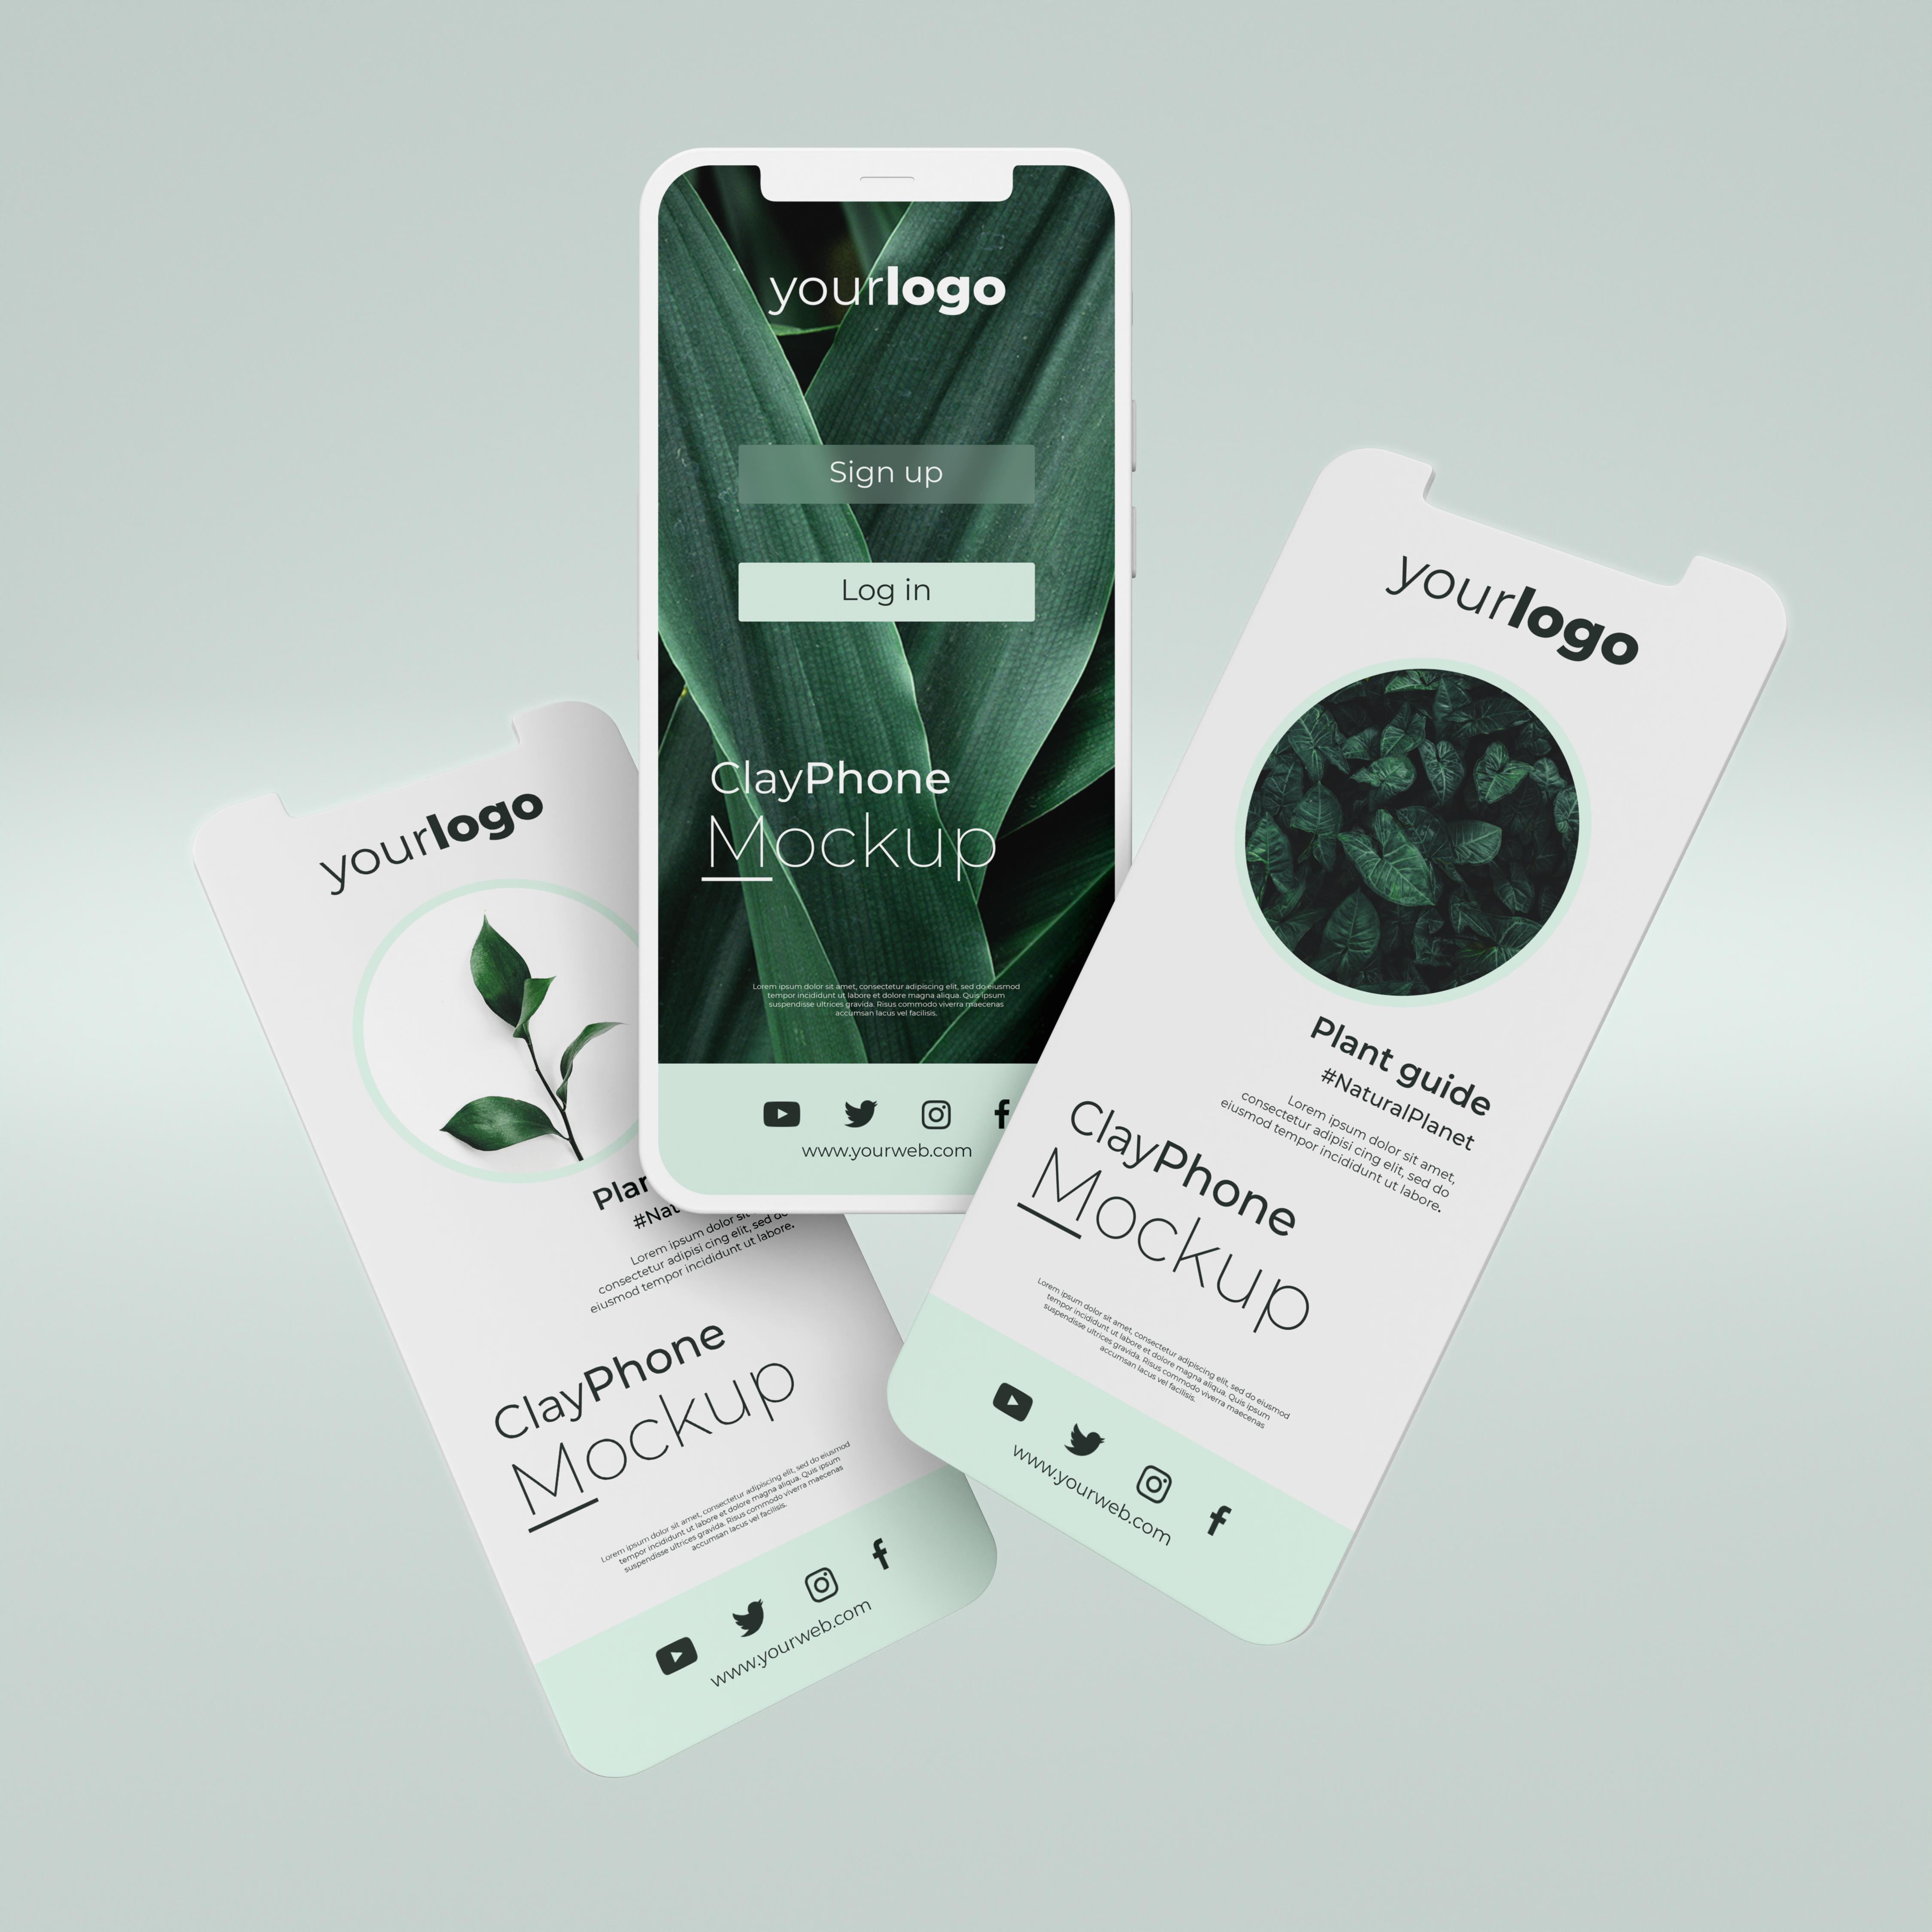 yourlogo
Sign up
Log in
ClayPhone
Mockup
Lorem ipsum dolor sit amet, consectetur adipiscing elit, sed do eiusmod
tempor incididunt ut labore et dolore magna aliqua. Quis ipsum
suspendisse ultrices gravida. Risus commodo viverra maecenas
accumsan lacus vel facilisis.
www.yourweb.com
yourlogo
Plant guide
#NaturalPlanet
Lorem ipsum dolor sit amet,
consectetur adipisi cing elit, sed do
eiusmod tempor incididunt ut labore.
ClayPhone
Mockup
Lorem ipsum dolor sit amet, consectetur adipiscing elit, sed do eiusmod
tempor incididunt ut labore et dolore magna aliqua. Quis ipsum
suspendisse ultrices gravida. Risus commodo viverra maecenas
accumsan lacus vel facilisis.
www.yourweb.com
yourlogo
Lorem ipsum dolor
consectetur adipisi cing elit, sed do
eiusmod tempor incididunt ut labore.
ClayPhone
Mockup
Lorem ipsum dolor sit amet, consectetur adipiscing elit, sed do eiusmod
tempor incididunt ut labore et dolore magna aliqua. Quis ipsum
suspendisse ultrices gravida. Risus commodo viverra maecenas
accumsan lacus vel facilisis.
www.yourweb.com